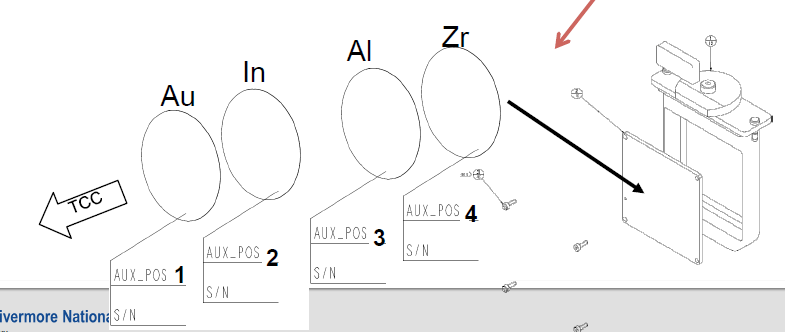 Au
In
Al
Zr
TCC
AUX_POS 1
S/N
AUX_POS 2
S/N
AUX_POS 3
S/N
AUX_POS 4
S/N
ivermore Nationa